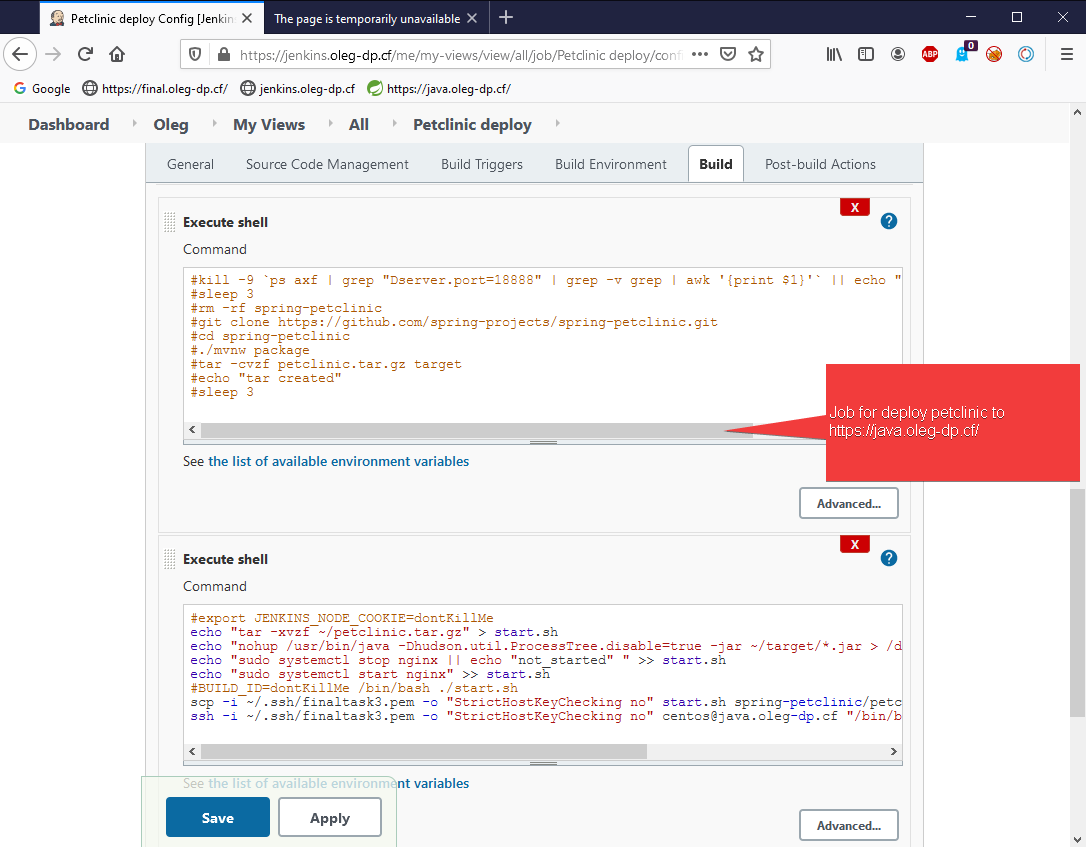 Petclinic deploy Config [Jenkins
The page is temporarily unavailable
https://jenkins.oleg-dp.cf/me/my-views/view/all/job/Petclinic deploy/confi
ABP
0
Google
https://final.oleg-dp.cf/
jenkins.oleg-dp.cf
https://java.oleg-dp.cf/
Dashboard
Oleg
My Views
All
Petclinic deploy
General
Source Code Management
Build Triggers
Build Environment
Build
Post-build Actions
X
Execute shell
?
Command
#kill -9 `ps axf | grep "Dserver.port=18888" | grep -v grep | awk '{print $1}'` || echo "
#sleep 3
#rm -rf spring-petclinic
#git clone https://github.com/spring-projects/spring-petclinic.git
#cd spring-petclinic
#./mvnw package
#tar -cvzf petclinic.tar.gz target
#echo "tar created"
#sleep 3
Job for deploy petclinic to
https://java.oleg-dp.cf/
See the list of available environment variables
Advanced...
X
Execute shell
?
Command
#export JENKINS_NODE_COOKIE=dontKillMe
echo "tar -xvzf ~/petclinic.tar.gz" > start.sh
echo "nohup /usr/bin/java -Dhudson.util.ProcessTree.disable=true -jar ~/target/*.jar > /d
echo "sudo systemctl stop nginx || echo "not_started" " >> start.sh
echo "sudo systemctl start nginx" >> start.sh
#BUILD_ID=dontKillMe /bin/bash ./start.sh
scp -i ~/.ssh/finaltask3.pem -o "StrictHostKeyChecking no" start.sh spring-petclinic/petc
ssh -i ~/.ssh/finaltask3.pem -o "StrictHostKeyChecking no" centos@java.oleg-dp.cf "/bin/b
See the list of available environment variables
Save
Apply
Advanced...